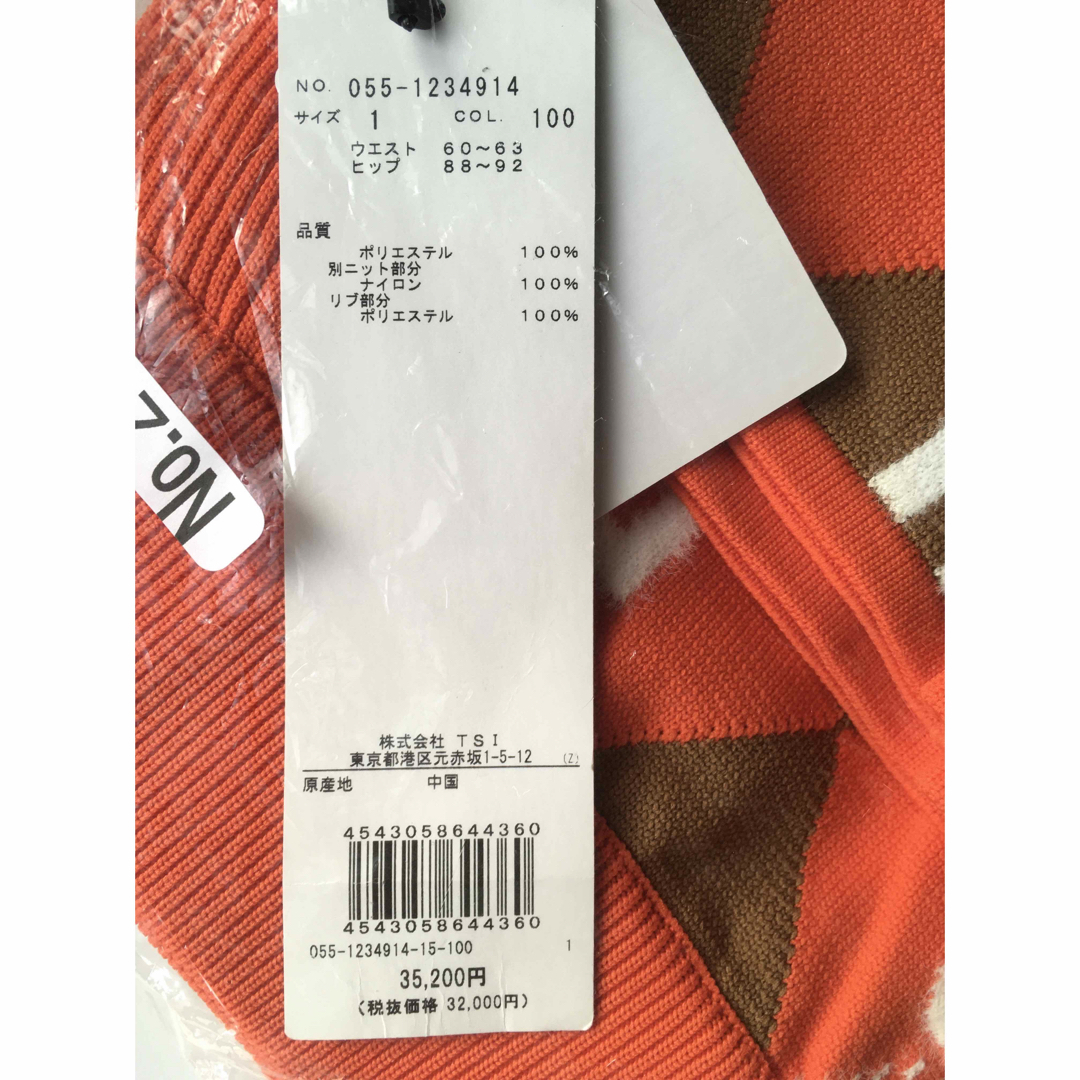 NO. 055-1234914
サイズ 1 COL. 100
ウエスト 60～63
ヒップ 88～92
品質
ポリエステル 100%
別ニット部分
ナイロン 100%
リブ部分
ポリエステル 100%
株式会社 TSI
東京都港区元赤坂1-5-12 (Z)
原産地 中国
4543058644360
4543058644360
055-1234914-15-100 1
35,200円
(税抜価格 32,000円)
No.